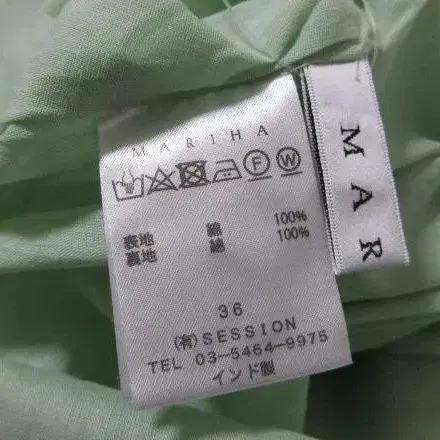 MARIHA
F W
表地 綿 100%
裏地 綿 100%
36
(有)SESSION
TEL 03-5464-9975
インド製
MAR